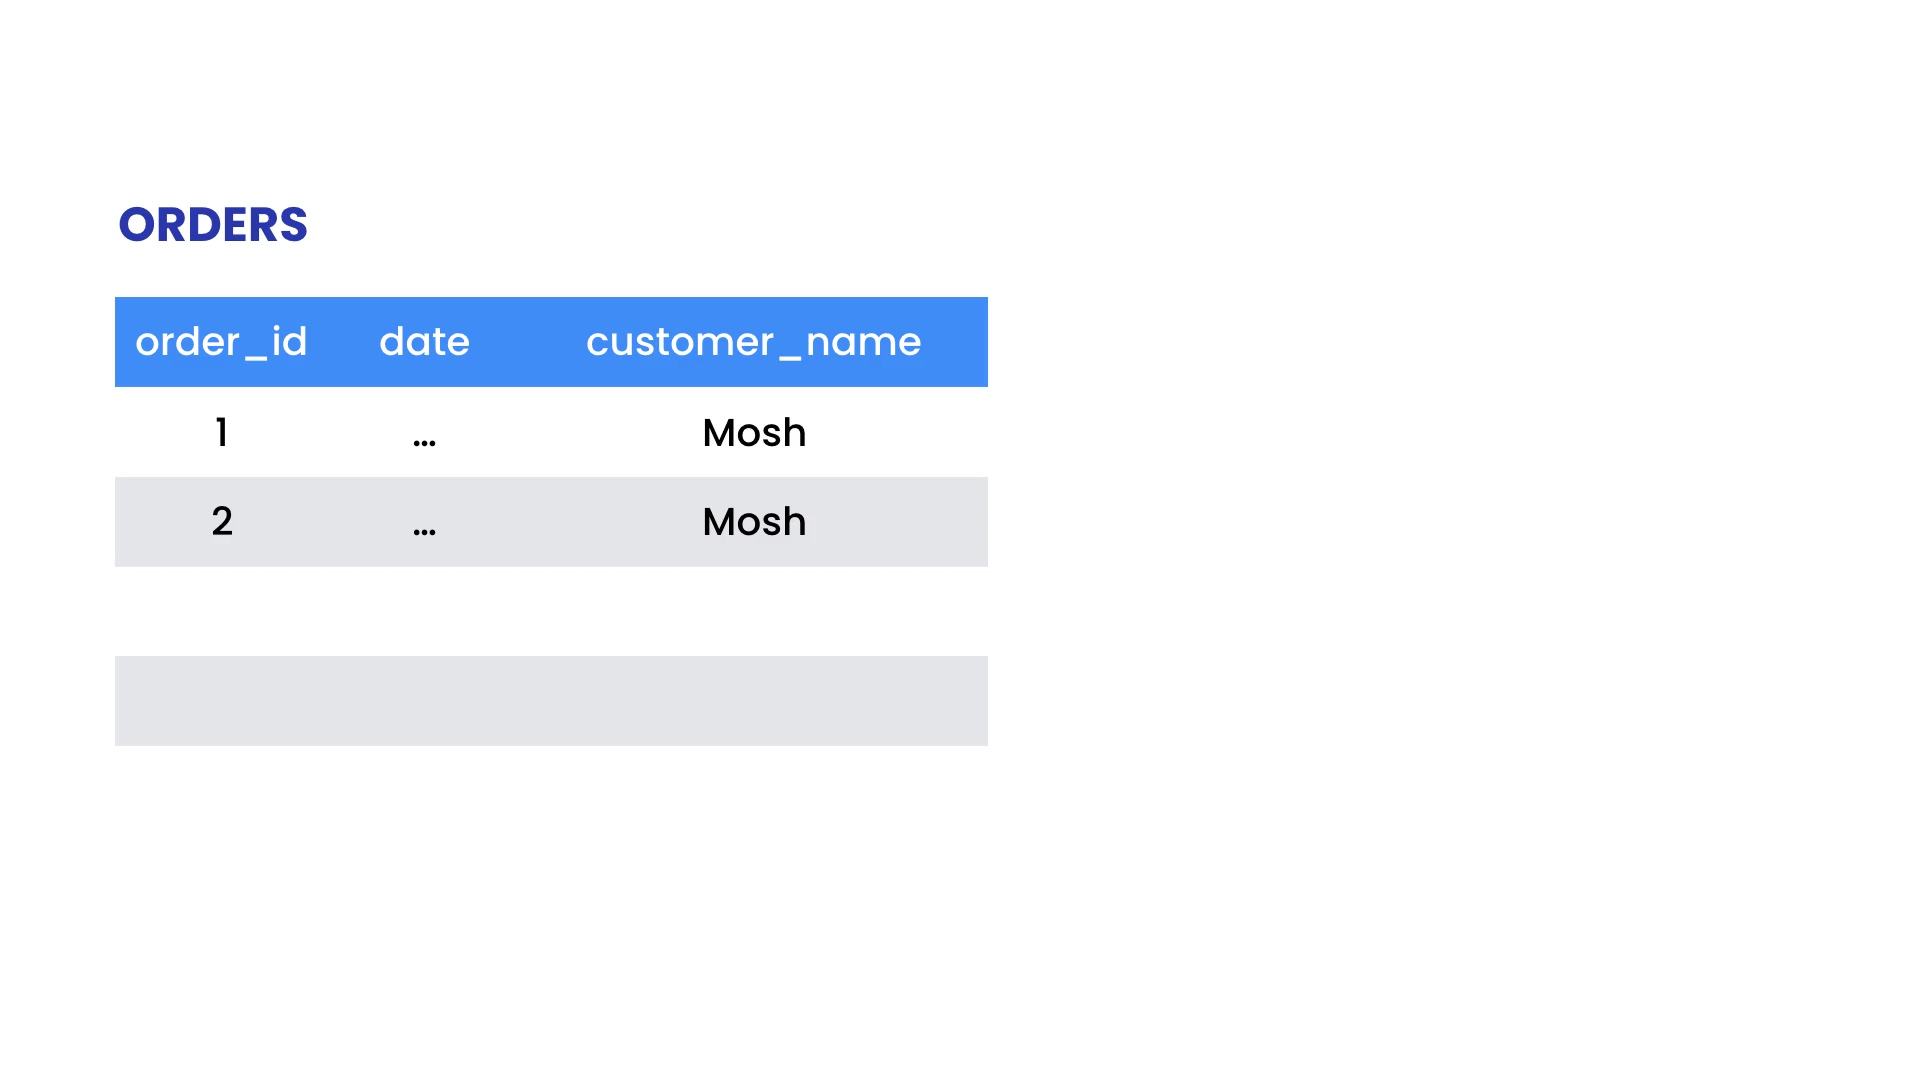 ORDERS
order_id date customer_name
1 ... Mosh
2 ... Mosh